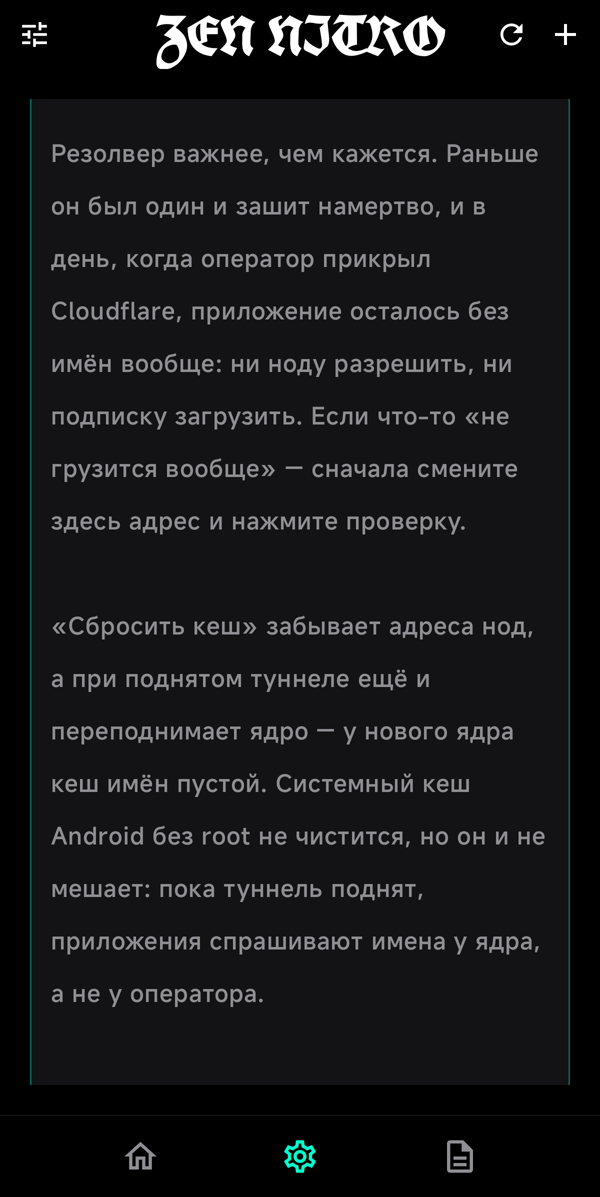 ZEN NITRO
Резолвер важнее, чем кажется. Раньше
он был один и зашит намертво, и в
день, когда оператор прикрыл
Cloudflare, приложение осталось без
имён вообще: ни ноду разрешить, ни
подписку загрузить. Если что-то «не
грузится вообще» — сначала смените
здесь адрес и нажмите проверку.
«Сбросить кеш» забывает адреса нод,
а при поднятом туннеле ещё и
переподнимает ядро — у нового ядра
кеш имён пустой. Системный кеш
Android без root не чистится, но он и не
мешает: пока туннель поднят,
приложения спрашивают имена у ядра,
а не у оператора.